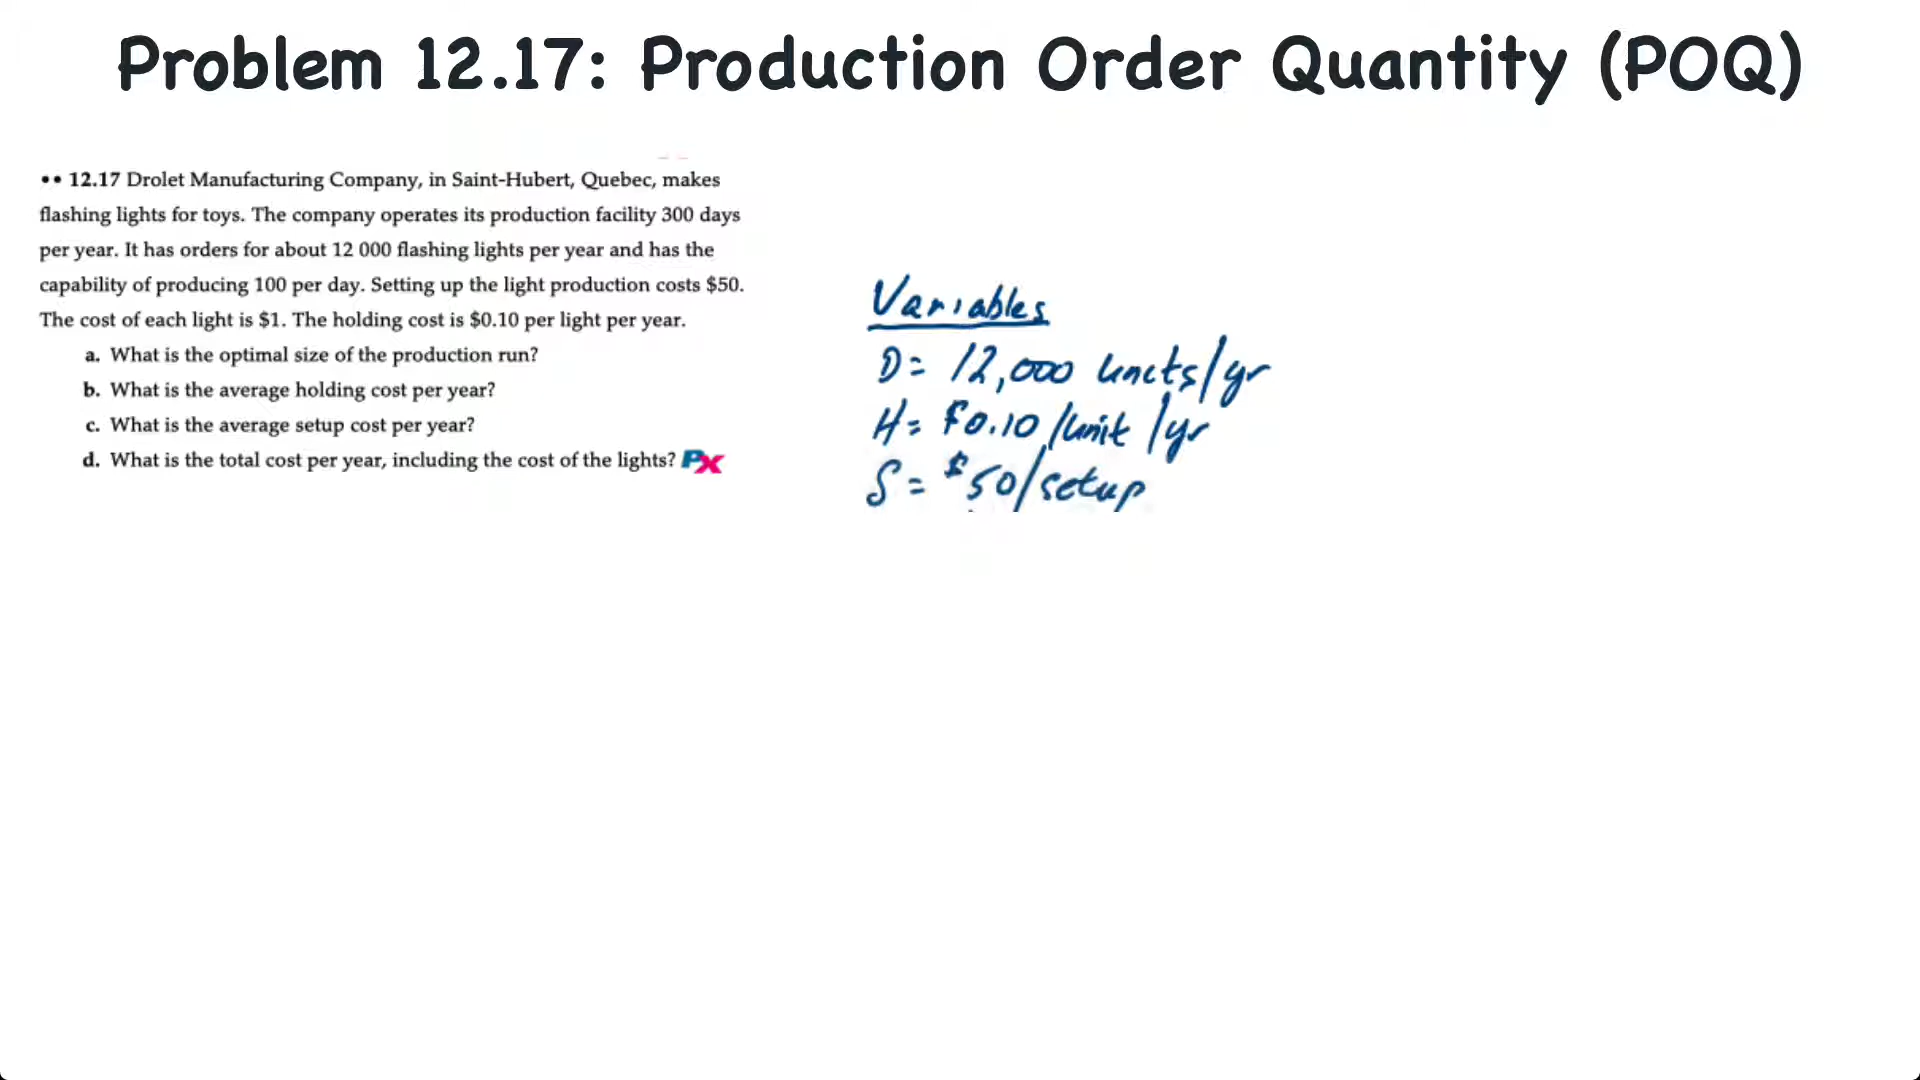 Problem 12.17: Production Order Quantity (POQ)
•• 12.17 Drolet Manufacturing Company, in Saint-Hubert, Quebec, makes
flashing lights for toys. The company operates its production facility 300 days
per year. It has orders for about 12 000 flashing lights per year and has the
capability of producing 100 per day. Setting up the light production costs $50.
The cost of each light is $1. The holding cost is $0.10 per light per year.
a. What is the optimal size of the production run?
b. What is the average holding cost per year?
c. What is the average setup cost per year?
d. What is the total cost per year, including the cost of the lights? PX
Variables
D = 12,000 units/yr
H = $0.10/unit/yr
S = $50/setup